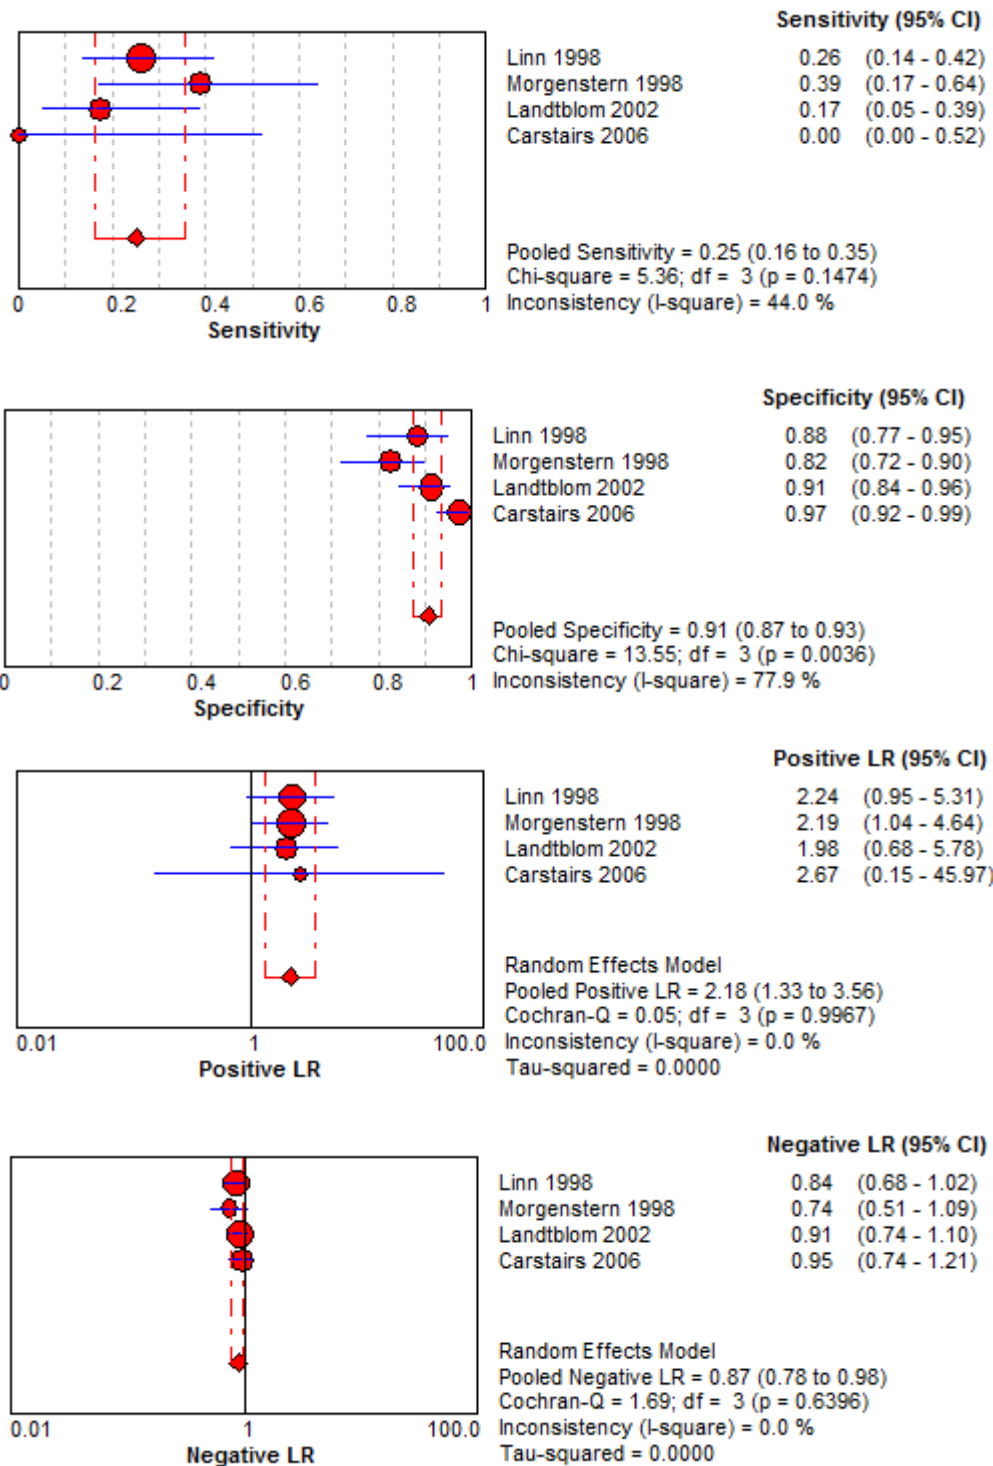 Sensitivity (95% CI)
Linn 1998 0.26 (0.14 - 0.42)
Morgenstern 1998 0.39 (0.17 - 0.64)
Landtblom 2002 0.17 (0.05 - 0.39)
Carstairs 2006 0.00 (0.00 - 0.52)
Pooled Sensitivity = 0.25 (0.16 to 0.35)
Chi-square = 5.36; df = 3 (p = 0.1474)
Inconsistency (I-square) = 44.0 %
0 0.2 0.4 0.6 0.8 1
Sensitivity
Specificity (95% CI)
Linn 1998 0.88 (0.77 - 0.95)
Morgenstern 1998 0.82 (0.72 - 0.90)
Landtblom 2002 0.91 (0.84 - 0.96)
Carstairs 2006 0.97 (0.92 - 0.99)
Pooled Specificity = 0.91 (0.87 to 0.93)
Chi-square = 13.55; df = 3 (p = 0.0036)
Inconsistency (I-square) = 77.9 %
0 0.2 0.4 0.6 0.8 1
Specificity
Positive LR (95% CI)
Linn 1998 2.24 (0.95 - 5.31)
Morgenstern 1998 2.19 (1.04 - 4.64)
Landtblom 2002 1.98 (0.68 - 5.78)
Carstairs 2006 2.67 (0.15 - 45.97)
Random Effects Model
Pooled Positive LR = 2.18 (1.33 to 3.56)
Cochran-Q = 0.05; df = 3 (p = 0.9967)
Inconsistency (I-square) = 0.0 %
Tau-squared = 0.0000
0.01 1 100.0
Positive LR
Negative LR (95% CI)
Linn 1998 0.84 (0.68 - 1.02)
Morgenstern 1998 0.74 (0.51 - 1.09)
Landtblom 2002 0.91 (0.74 - 1.10)
Carstairs 2006 0.95 (0.74 - 1.21)
Random Effects Model
Pooled Negative LR = 0.87 (0.78 to 0.98)
Cochran-Q = 1.69; df = 3 (p = 0.6396)
Inconsistency (I-square) = 0.0 %
Tau-squared = 0.0000
0.01 1 100.0
Negative LR